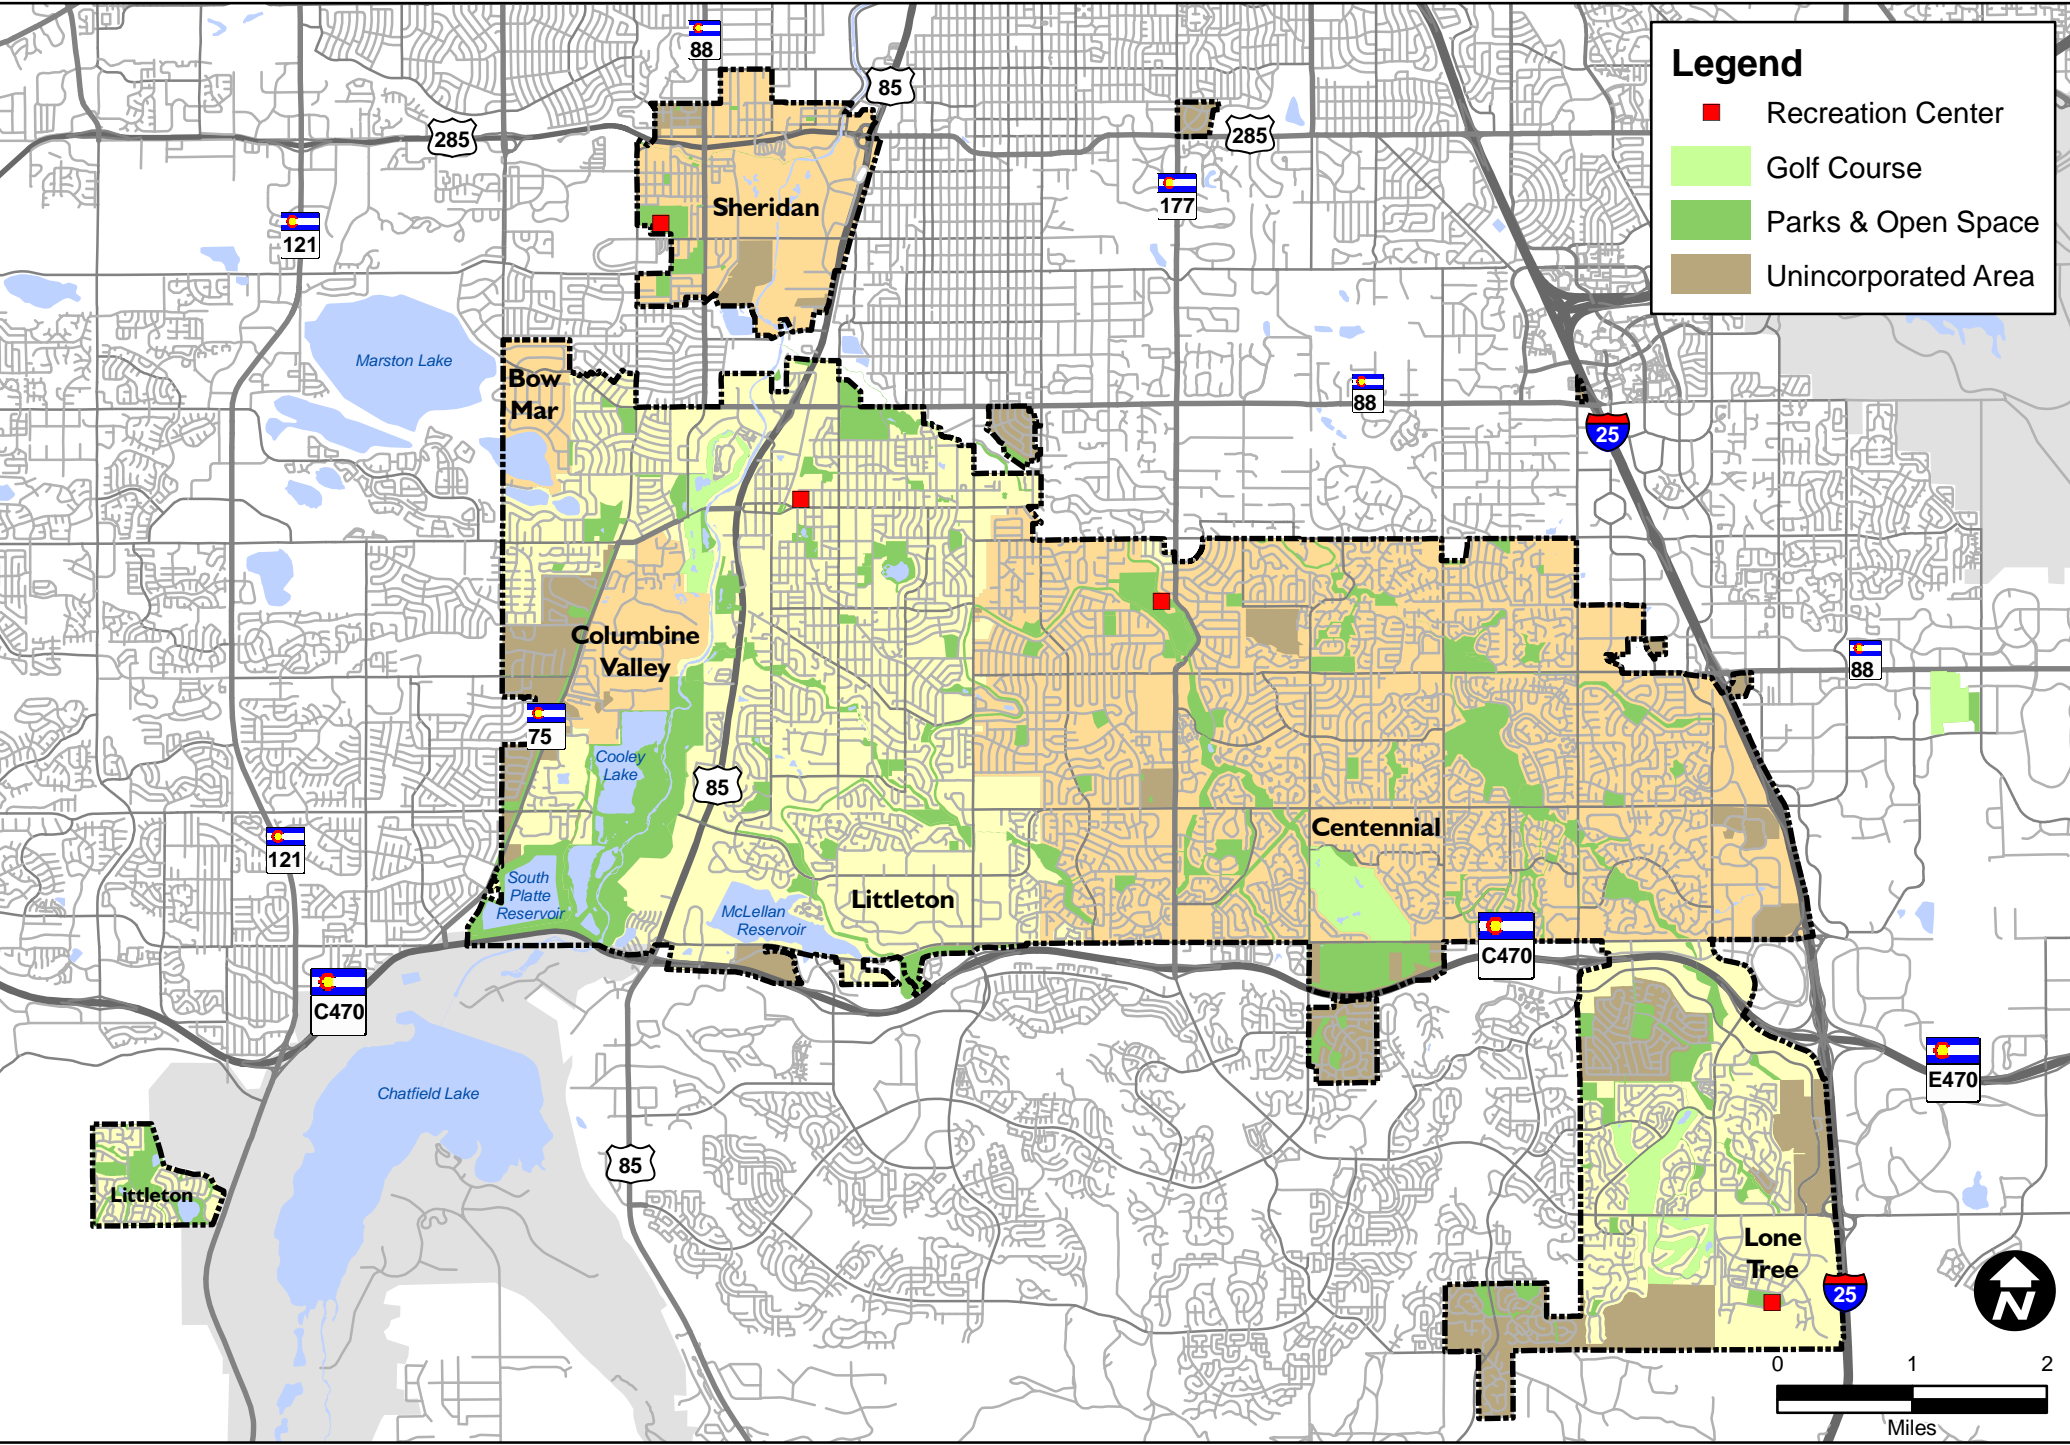 88
85
Legend
Recreation Center
285
285
Golf Course
177
Sheridan
Parks & Open Space
121
Unincorporated Area
Marston Lake
Bow
Mar
88
25
Columbine
Valley
88
75
Cooley
Lake
85
Centennial
121
South
Platte
Reservoir
McLellan
Reservoir
Littleton
C470
C470
E470
Chatfield Lake
85
Littleton
Lone
Tree
25
N
0 1 2
Miles